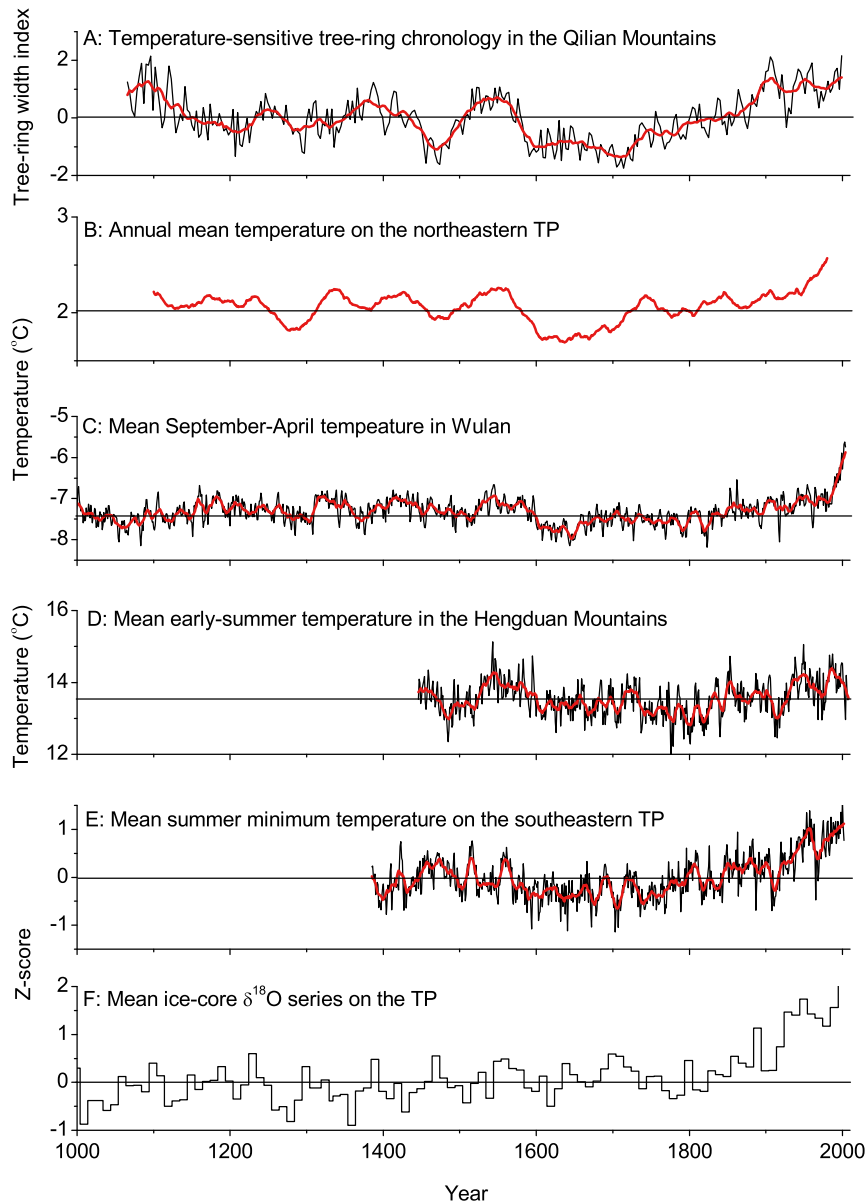 A: Temperature-sensitive tree-ring chronology in the Qilian Mountains
Tree-ring width index
2
0
-2
B: Annual mean temperature on the northeastern TP
3
2
Temperature (°C)
C: Mean September-April tempeature in Wulan
-5
-6
-7
-8
D: Mean early-summer temperature in the Hengduan Mountains
Temperature (°C)
16
14
12
E: Mean summer minimum temperature on the southeastern TP
1
0
-1
Z-score
F: Mean ice-core δ¹⁸O series on the TP
2
1
0
-1
1000 1200 1400 1600 1800 2000
Year